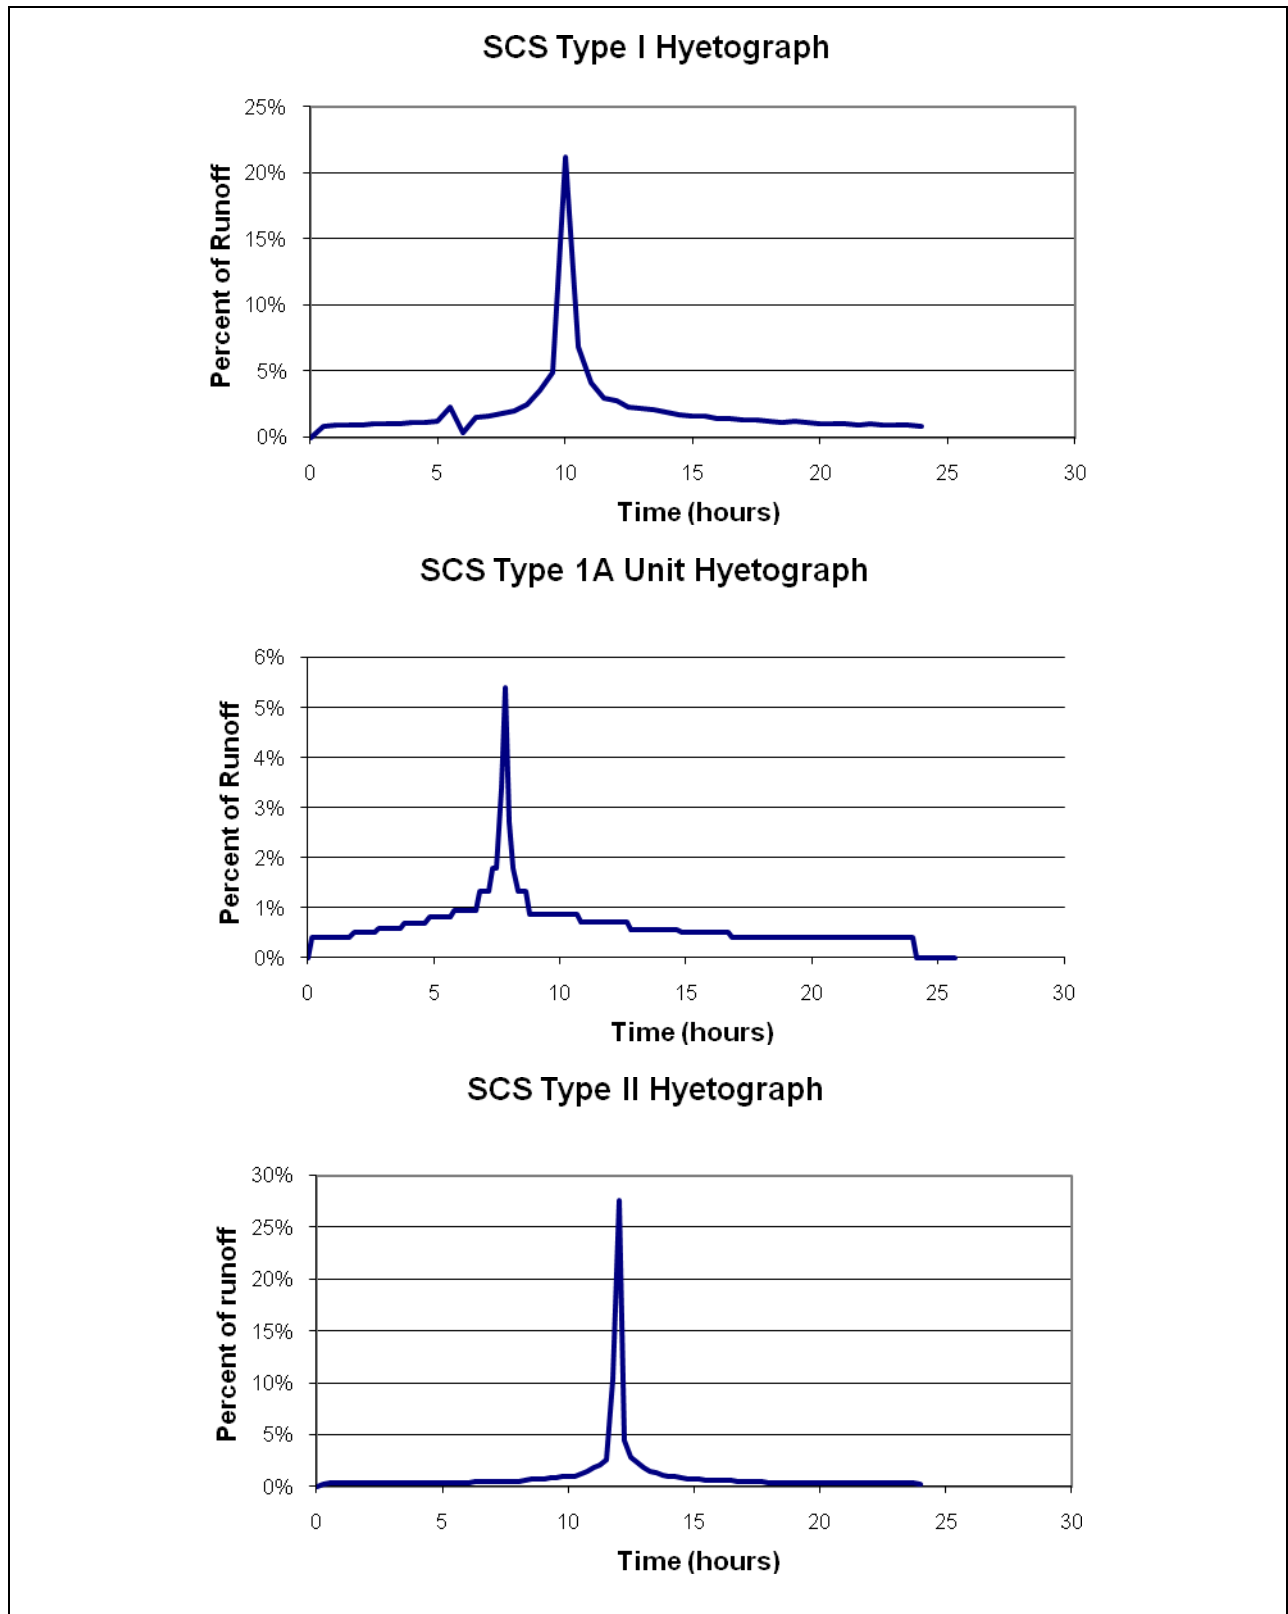 SCS Type I Hyetograph
25%
20%
15%
10%
5%
0%
Percent of Runoff
0 5 10 15 20 25 30
Time (hours)
SCS Type 1A Unit Hyetograph
6%
5%
4%
3%
2%
1%
0%
Percent of Runoff
0 5 10 15 20 25 30
Time (hours)
SCS Type II Hyetograph
30%
25%
20%
15%
10%
5%
0%
Percent of runoff
0 5 10 15 20 25 30
Time (hours)